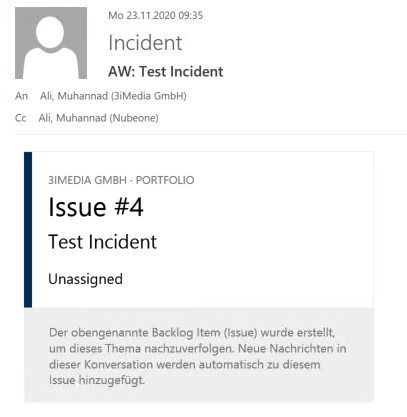 Mo 23.11.2020 09:35
Incident
AW: Test Incident
An Ali, Muhannad (3iMedia GmbH)
Cc Ali, Muhannad (Nubeone)
3IMEDIA GMBH · PORTFOLIO
Issue #4
Test Incident
Unassigned
Der obengenannte Backlog Item (Issue) wurde erstellt,
um dieses Thema nachzuverfolgen. Neue Nachrichten in
dieser Konversation werden automatisch zu diesem
Issue hinzugefügt.